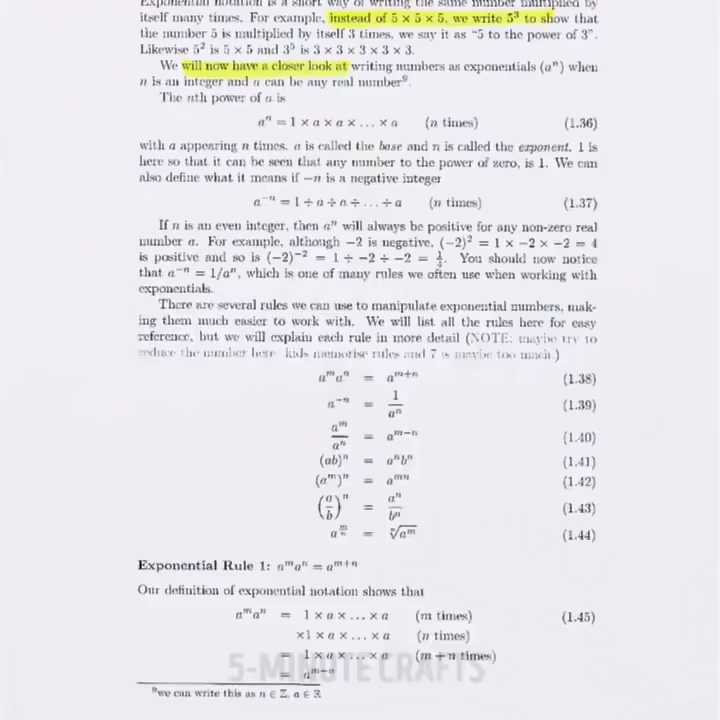 Exponential notation is a short way of writing the same number multiplied by
itself many times. For example, instead of 5 × 5 × 5, we write 5³ to show that
the number 5 is multiplied by itself 3 times, we say it as “5 to the power of 3”.
Likewise 5² is 5 × 5 and 3⁵ is 3 × 3 × 3 × 3 × 3.
We will now have a closer look at writing numbers as exponentials (aⁿ) when
n is an integer and a can be any real number⁹.
The nth power of a is
aⁿ = 1 × a × a × . . . × a (n times) (1.36)
with a appearing n times. a is called the base and n is called the exponent. 1 is
here so that it can be seen that any number to the power of zero, is 1. We can
also define what it means if −n is a negative integer
a⁻ⁿ = 1 ÷ a ÷ a ÷ . . . ÷ a (n times) (1.37)
If n is an even integer, then aⁿ will always be positive for any non-zero real
number a. For example, although −2 is negative, (−2)² = 1 × −2 × −2 = 4
is positive and so is (−2)⁻² = 1 ÷ −2 ÷ −2 = 1/4. You should now notice
that a⁻ⁿ = 1/aⁿ, which is one of many rules we often use when working with
exponentials.
There are several rules we can use to manipulate exponential numbers, mak-
ing them much easier to work with. We will list all the rules here for easy
reference, but we will explain each rule in more detail (NOTE: maybe try to
reduce the number here kids memorise rules and 7 is maybe too much.)
aᵐaⁿ = aᵐ⁺ⁿ (1.38)
a⁻ⁿ = 1/aⁿ (1.39)
aᵐ/aⁿ = aᵐ⁻ⁿ (1.40)
(ab)ⁿ = aⁿbⁿ (1.41)
(aᵐ)ⁿ = aᵐⁿ (1.42)
(a/b)ⁿ = aⁿ/bⁿ (1.43)
a^(m/n) = ⁿ√aᵐ (1.44)
Exponential Rule 1: aᵐaⁿ = aᵐ⁺ⁿ
Our definition of exponential notation shows that
aᵐaⁿ = 1 × a × . . . × a (m times) (1.45)
×1 × a × . . . × a (n times)
= 1 × a × . . . × a (m + n times)
= aᵐ⁺ⁿ
5-MINUTE CRAFTS
⁹we can write this as n ∈ ℤ, a ∈ ℝ